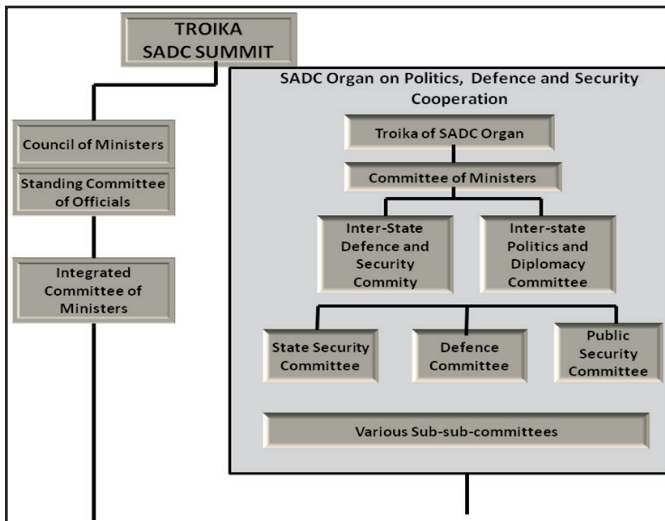 TROIKA
SADC SUMMIT
SADC Organ on Politics, Defence and Security
Cooperation
Troika of SADC Organ
Council of Ministers
Committee of Ministers
Standing Committee
of Officials
Inter-State
Defence and
Security
Commity
Inter-state
Politics and
Diplomacy
Committee
Integrated
Committee of
Ministers
State Security
Committee
Defence
Committee
Public
Security
Committee
Various Sub-sub-committees